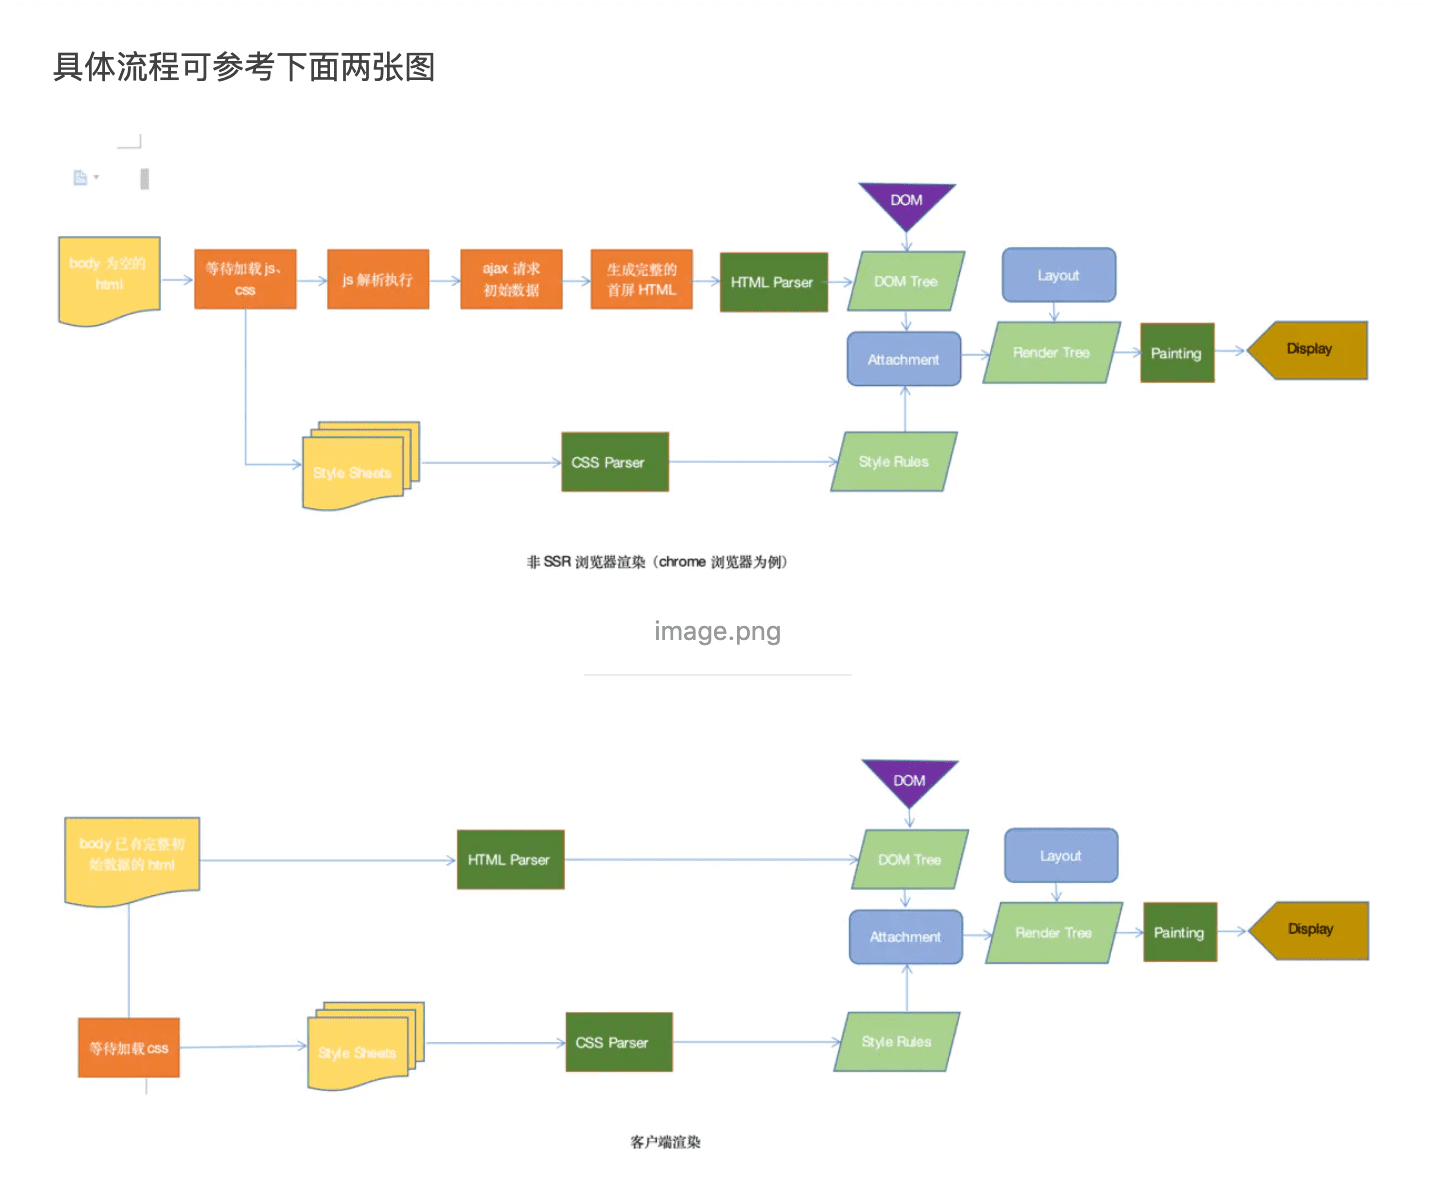 具体流程可参考下面两张图
DOM
body 为空的
html
等待加载 js、
css
js 解析执行
ajax 请求
初始数据
生成完整的
首屏 HTML
HTML Parser
DOM Tree
Layout
Attachment
Render Tree
Painting
Display
Style Sheets
CSS Parser
Style Rules
非 SSR 浏览器渲染（chrome 浏览器为例）
image.png
DOM
body 已有完整初
始数据的 html
HTML Parser
DOM Tree
Layout
Attachment
Render Tree
Painting
Display
等待加载 css
Style Sheets
CSS Parser
Style Rules
客户端渲染